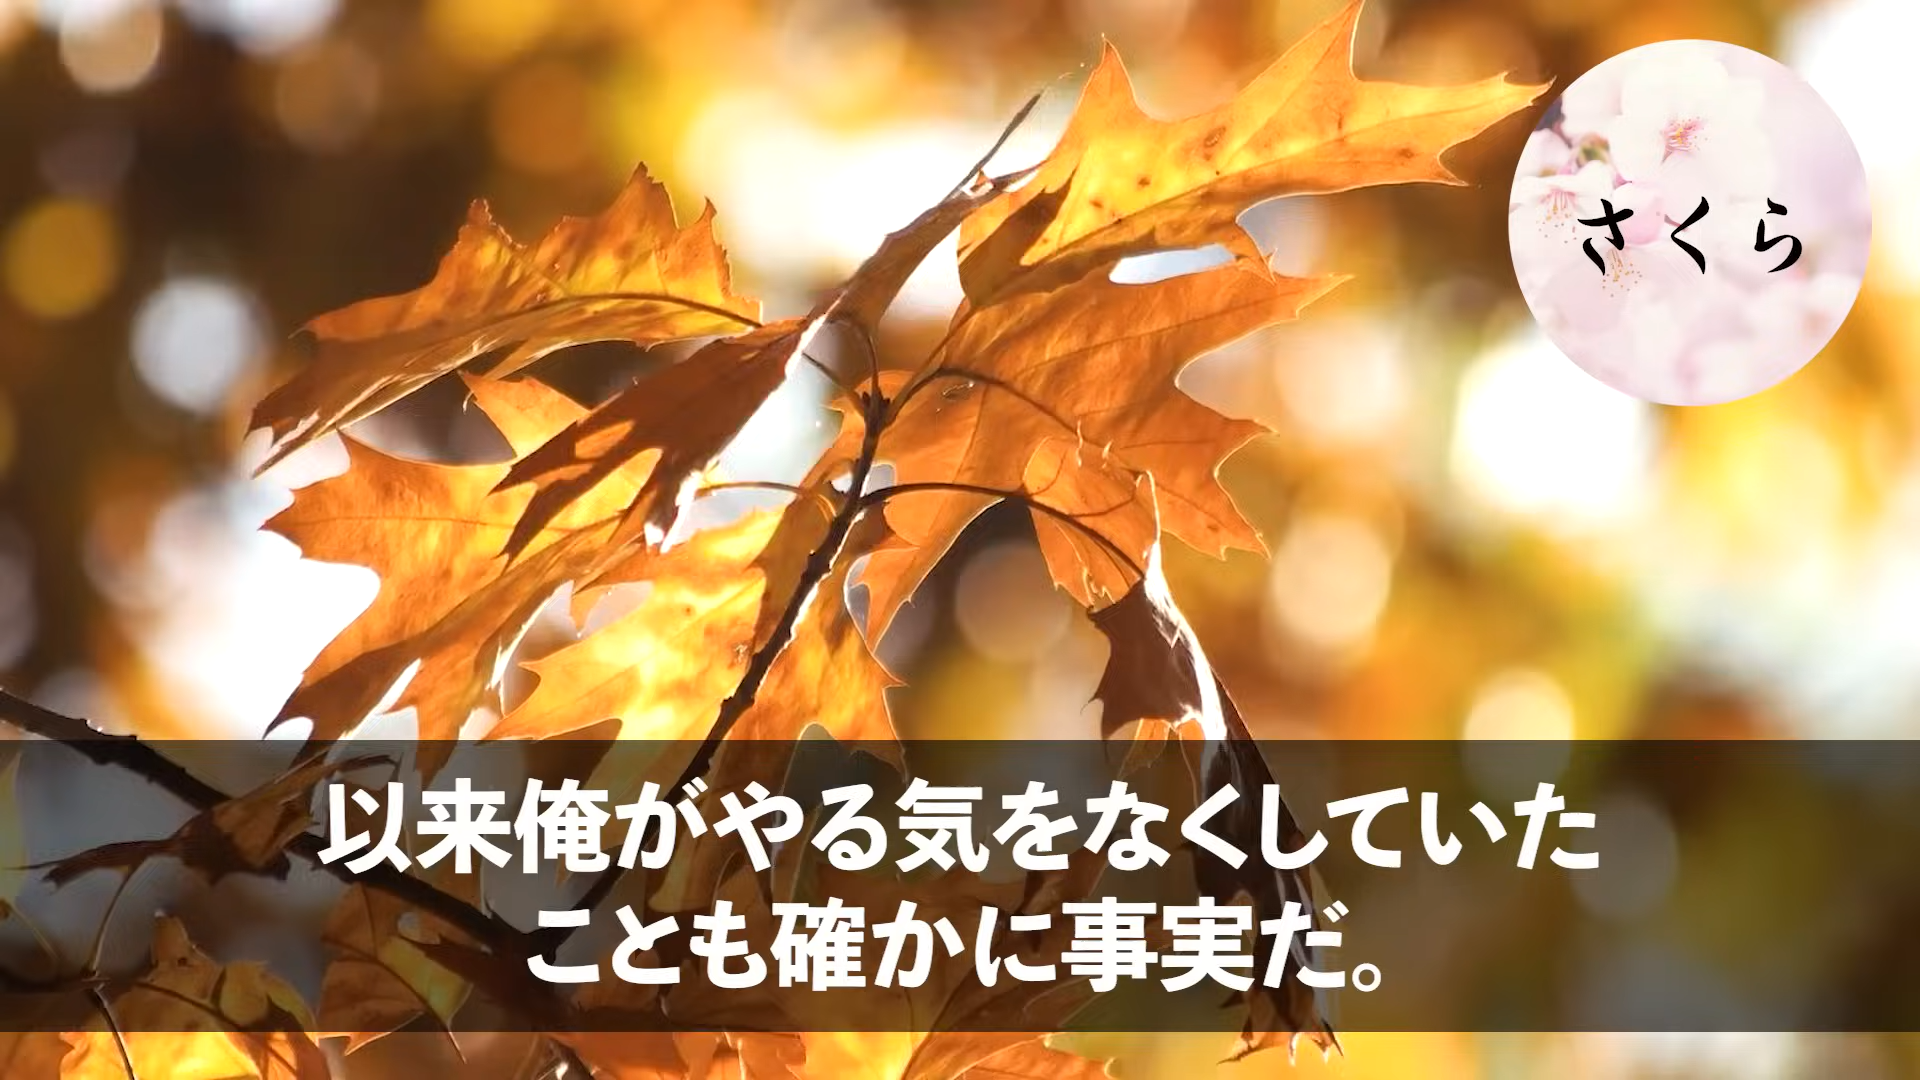 さくら
以来俺がやる気をなくしていた
ことも確かに事実だ。